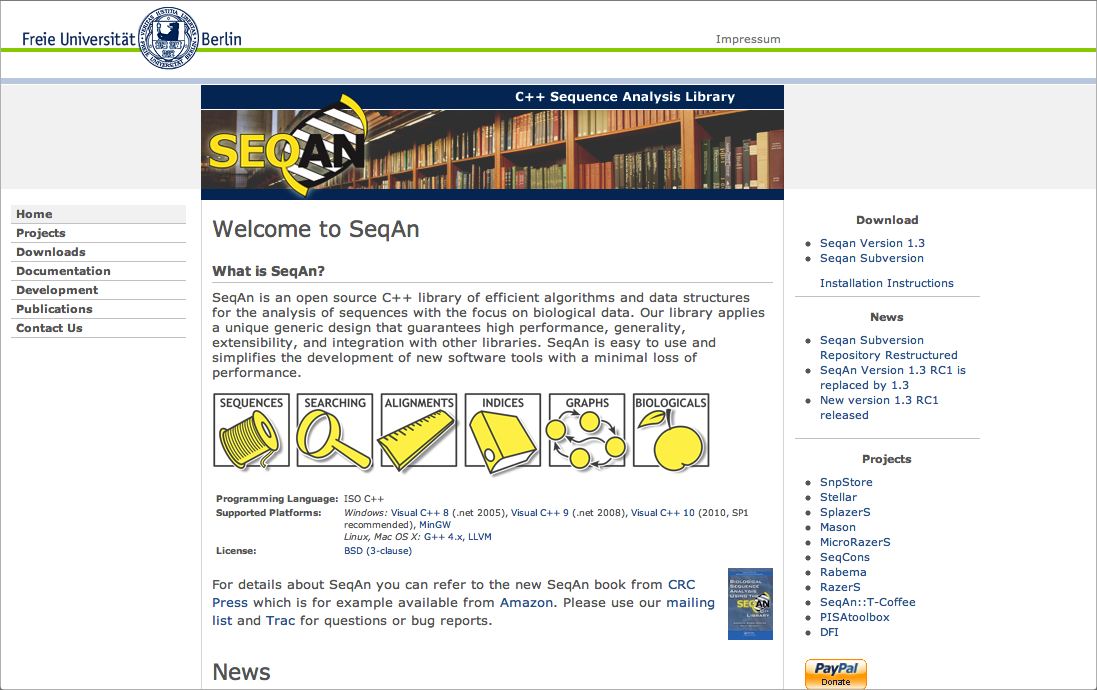 Freie Universität Berlin
Impressum
C++ Sequence Analysis Library
SEQAN
Home
Projects
Downloads
Documentation
Development
Publications
Contact Us
Welcome to SeqAn
What is SeqAn?
SeqAn is an open source C++ library of efficient algorithms and data structures
for the analysis of sequences with the focus on biological data. Our library applies
a unique generic design that guarantees high performance, generality,
extensibility, and integration with other libraries. SeqAn is easy to use and
simplifies the development of new software tools with a minimal loss of
performance.
SEQUENCES SEARCHING ALIGNMENTS INDICES GRAPHS BIOLOGICALS
Programming Language: ISO C++
Supported Platforms: Windows: Visual C++ 8 (.net 2005), Visual C++ 9 (.net 2008), Visual C++ 10 (2010, SP1
recommended), MinGW
Linux, Mac OS X: G++ 4.x, LLVM
License: BSD (3-clause)
For details about SeqAn you can refer to the new SeqAn book from CRC
Press which is for example available from Amazon. Please use our mailing
list and Trac for questions or bug reports.
BIOLOGICAL
SEQUENCE
ANALYSIS
USING THE
SEQAN
LIBRARY
News
Download
Seqan Version 1.3
Seqan Subversion
Installation Instructions
News
Seqan Subversion
Repository Restructured
SeqAn Version 1.3 RC1 is
replaced by 1.3
New version 1.3 RC1
released
Projects
SnpStore
Stellar
SplazerS
Mason
MicroRazerS
SeqCons
Rabema
RazerS
SeqAn::T-Coffee
PISAtoolbox
DFI
PayPal
Donate